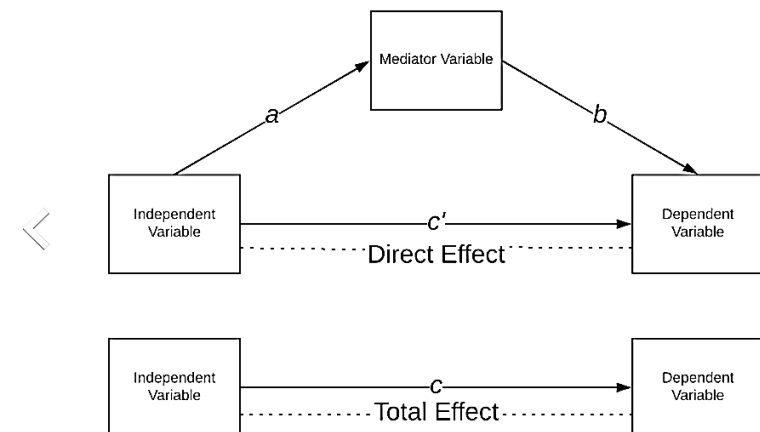 Mediator Variable
a
b
Independent
Variable
c'
Dependent
Variable
Direct Effect
Independent
Variable
c
Dependent
Variable
Total Effect